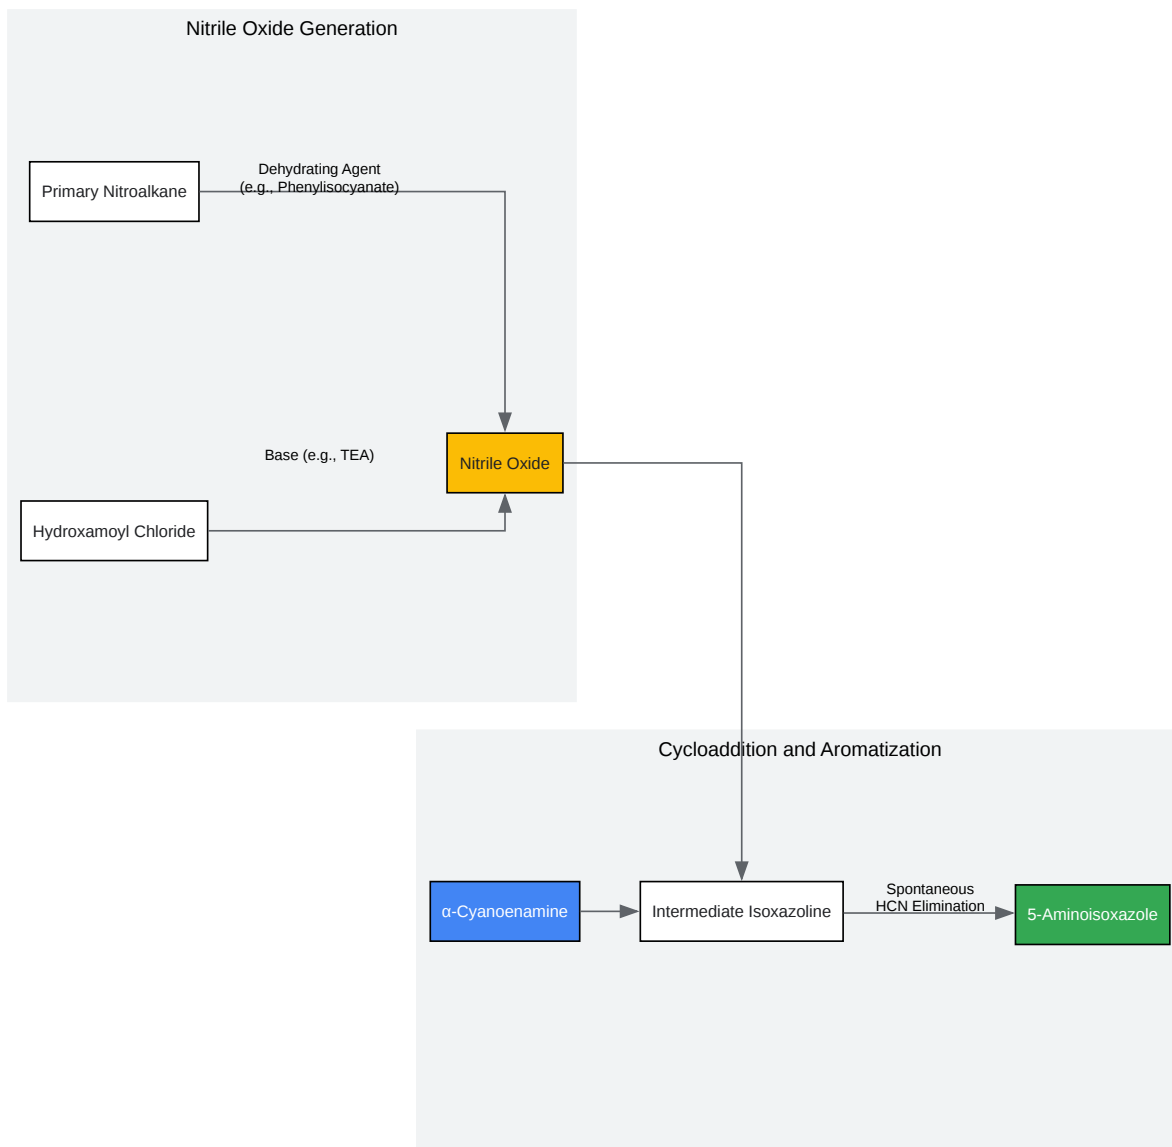 Nitrile Oxide Generation
Dehydrating Agent
(e.g., Phenylisocyanate)
Primary Nitroalkane
Base (e.g., TEA)
Nitrile Oxide
Hydroxamoyl Chloride
Cycloaddition and Aromatization
Spontaneous
HCN Elimination
α-Cyanoenamine
Intermediate Isoxazoline
5-Aminoisoxazole